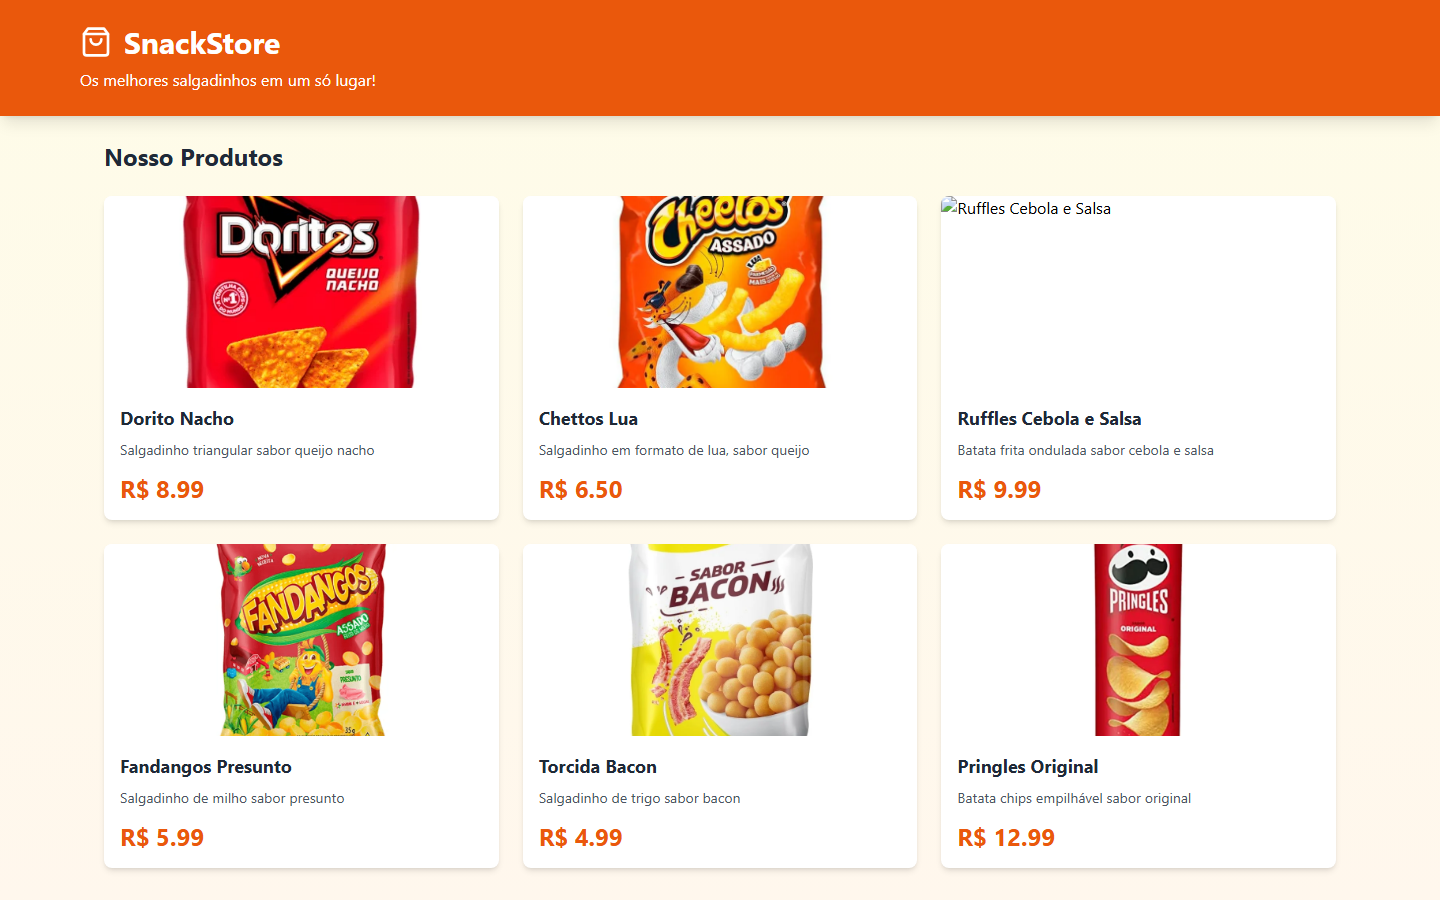 SnackStore
Os melhores salgadinhos em um só lugar!
Nosso Produtos
Doritos
QUEIJO
NACHO
Cheetos
ASSADO
LUA
Ruffles Cebola e Salsa
Dorito Nacho
Salgadinho triangular sabor queijo nacho
R$ 8.99
Chettos Lua
Salgadinho em formato de lua, sabor queijo
R$ 6.50
Ruffles Cebola e Salsa
Batata frita ondulada sabor cebola e salsa
R$ 9.99
FANDANGOS
ASSADO
PRESUNTO
35g
SABOR
BACON
PRINGLES
ORIGINAL
Fandangos Presunto
Salgadinho de milho sabor presunto
R$ 5.99
Torcida Bacon
Salgadinho de trigo sabor bacon
R$ 4.99
Pringles Original
Batata chips empilhável sabor original
R$ 12.99